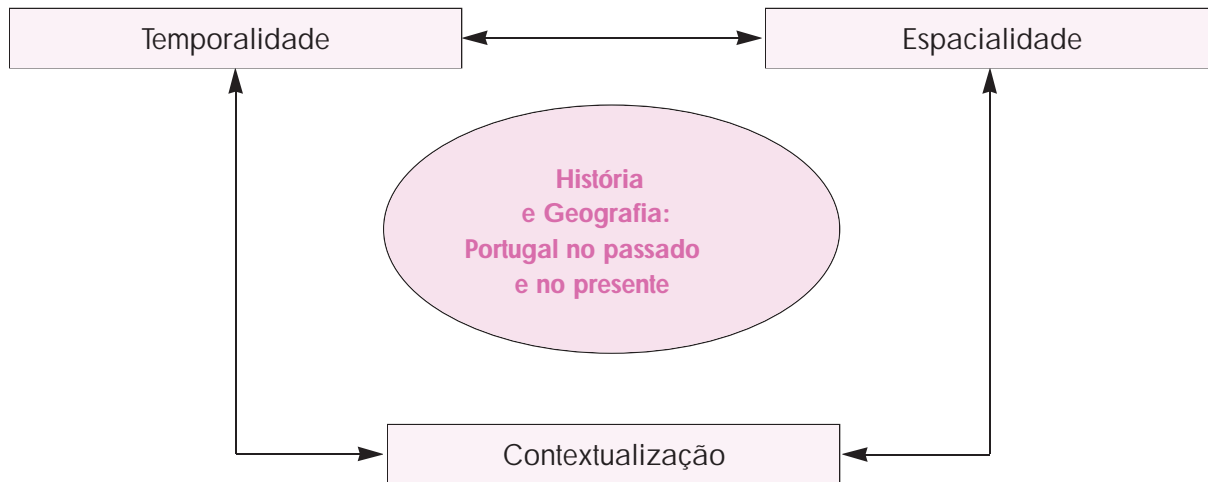 Temporalidade
Espacialidade
História
e Geografia:
Portugal no passado
e no presente
Contextualização